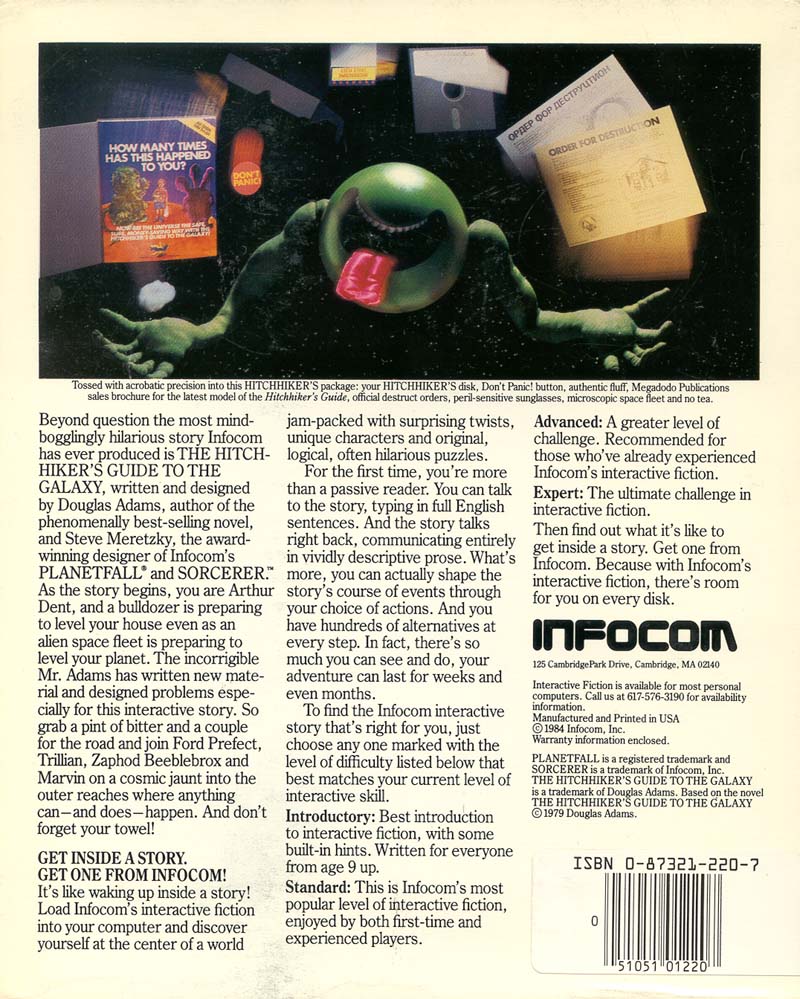 HOW MANY TIMES
HAS THIS HAPPENED
TO YOU?
NOW SEE THE UNIVERSE THE SAFE,
SURE, MONEY-SAVING WAY WITH THE
HITCHHIKER'S GUIDE TO THE GALAXY!
DON'T
PANIC!
ОРДЕР ФОР ДЕСТРУЦТИОН
ORDER FOR DESTRUCTION
Tossed with acrobatic precision into this HITCHHIKER'S package: your HITCHHIKER'S disk, Don't Panic! button, authentic fluff, Megadodo Publications
sales brochure for the latest model of the Hitchhiker's Guide, official destruct orders, peril-sensitive sunglasses, microscopic space fleet and no tea.
Beyond question the most mind-
bogglingly hilarious story Infocom
has ever produced is THE HITCH-
HIKER'S GUIDE TO THE
GALAXY, written and designed
by Douglas Adams, author of the
phenomenally best-selling novel,
and Steve Meretzky, the award-
winning designer of Infocom's
PLANETFALL® and SORCERER.™
As the story begins, you are Arthur
Dent, and a bulldozer is preparing
to level your house even as an
alien space fleet is preparing to
level your planet. The incorrigible
Mr. Adams has written new mate-
rial and designed problems espe-
cially for this interactive story. So
grab a pint of bitter and a couple
for the road and join Ford Prefect,
Trillian, Zaphod Beeblebrox and
Marvin on a cosmic jaunt into the
outer reaches where anything
can—and does—happen. And don't
forget your towel!
GET INSIDE A STORY.
GET ONE FROM INFOCOM!
It's like waking up inside a story!
Load Infocom's interactive fiction
into your computer and discover
yourself at the center of a world
jam-packed with surprising twists,
unique characters and original,
logical, often hilarious puzzles.
For the first time, you're more
than a passive reader. You can talk
to the story, typing in full English
sentences. And the story talks
right back, communicating entirely
in vividly descriptive prose. What's
more, you can actually shape the
story's course of events through
your choice of actions. And you
have hundreds of alternatives at
every step. In fact, there's so
much you can see and do, your
adventure can last for weeks and
even months.
To find the Infocom interactive
story that's right for you, just
choose any one marked with the
level of difficulty listed below that
best matches your current level of
interactive skill.
Introductory: Best introduction
to interactive fiction, with some
built-in hints. Written for everyone
from age 9 up.
Standard: This is Infocom's most
popular level of interactive fiction,
enjoyed by both first-time and
experienced players.
Advanced: A greater level of
challenge. Recommended for
those who've already experienced
Infocom's interactive fiction.
Expert: The ultimate challenge in
interactive fiction.
Then find out what it's like to
get inside a story. Get one from
Infocom. Because with Infocom's
interactive fiction, there's room
for you on every disk.
INFOCOM
125 CambridgePark Drive, Cambridge, MA 02140
Interactive Fiction is available for most personal
computers. Call us at 617-576-3190 for availability
information.
Manufactured and Printed in USA
©1984 Infocom, Inc.
Warranty information enclosed.
PLANETFALL is a registered trademark and
SORCERER is a trademark of Infocom, Inc.
THE HITCHHIKER'S GUIDE TO THE GALAXY
is a trademark of Douglas Adams. Based on the novel
THE HITCHHIKER'S GUIDE TO THE GALAXY
©1979 Douglas Adams.
ISBN 0-87321-220-7
0
51051 01220